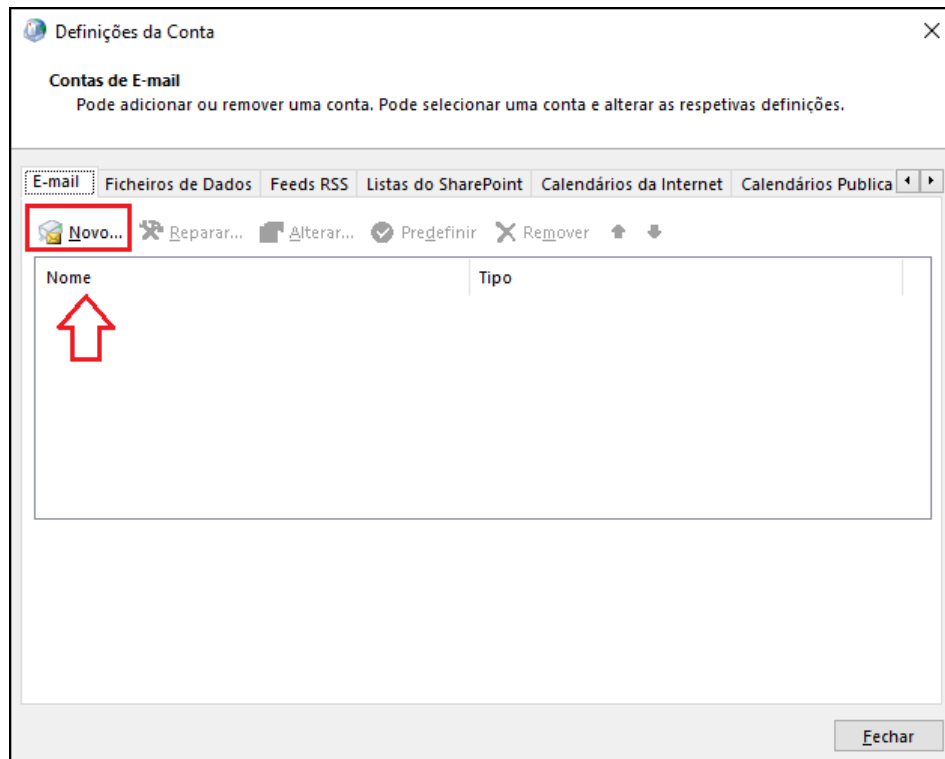 Definições da Conta
Contas de E-mail
Pode adicionar ou remover uma conta. Pode selecionar uma conta e alterar as respetivas definições.
E-mail Ficheiros de Dados Feeds RSS Listas do SharePoint Calendários da Internet Calendários Publica
Novo... Reparar... Alterar... Predefinir Remover
Nome Tipo
Fechar